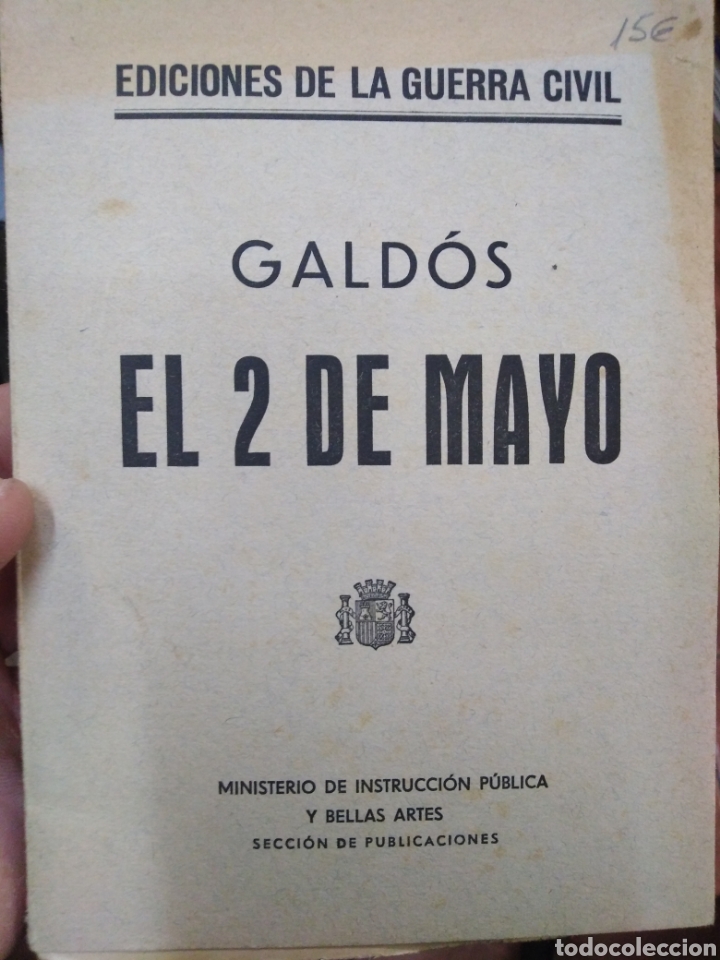 15€
EDICIONES DE LA GUERRA CIVIL
GALDÓS
EL 2 DE MAYO
MINISTERIO DE INSTRUCCIÓN PÚBLICA
Y BELLAS ARTES
SECCIÓN DE PUBLICACIONES
todocoleccion